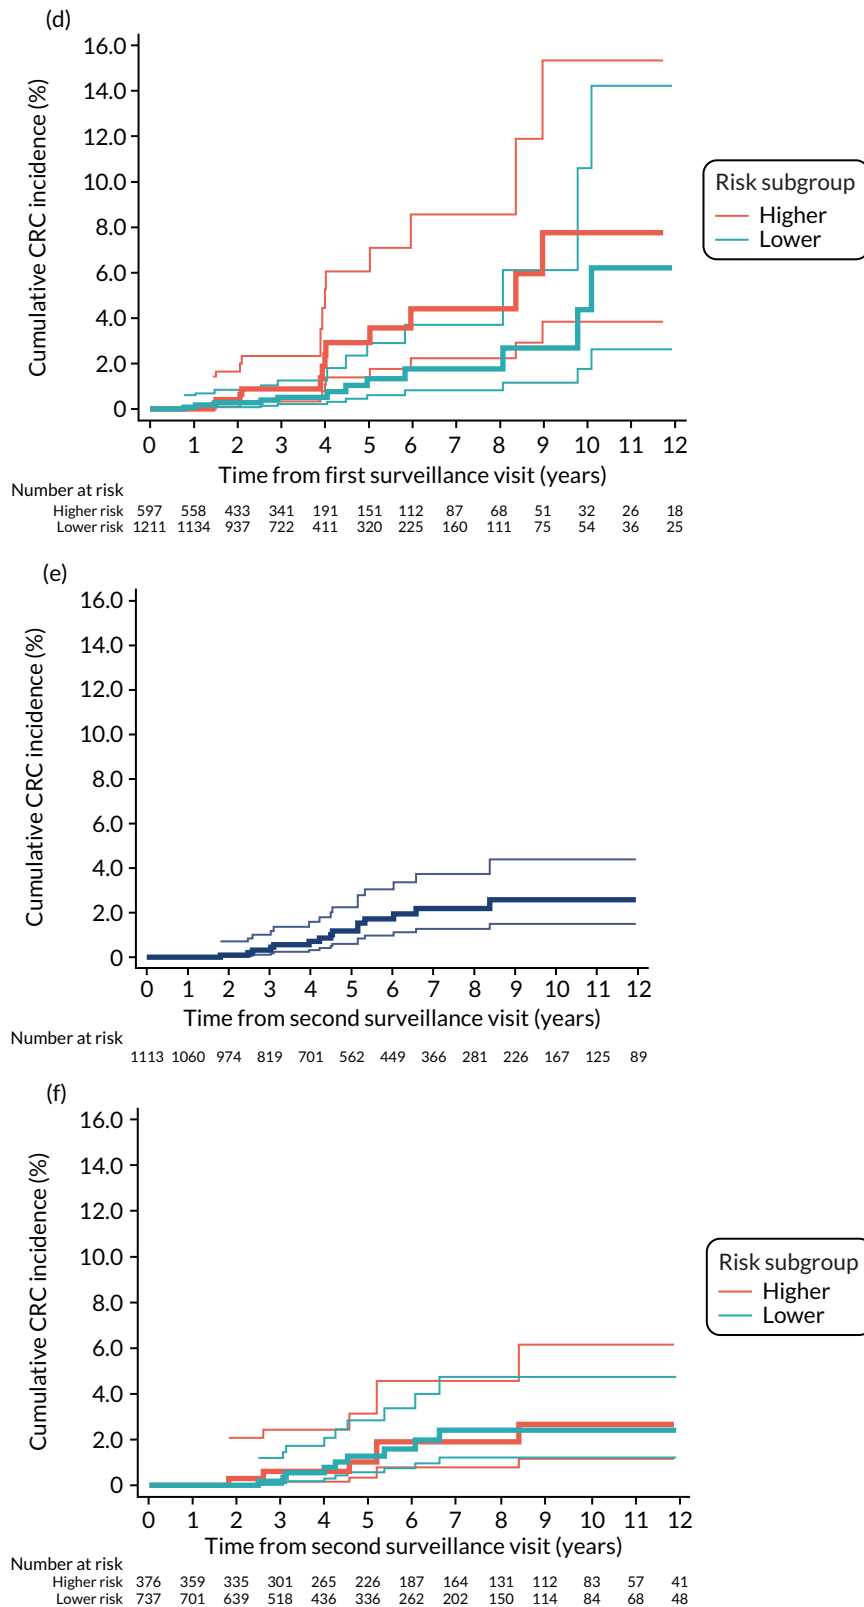 (d)
Cumulative CRC incidence (%)
16.0
14.0
12.0
10.0
8.0
6.0
4.0
2.0
0
0 1 2 3 4 5 6 7 8 9 10 11 12
Time from first surveillance visit (years)
Risk subgroup
Higher
Lower
Number at risk
Higher risk 597 558 433 341 191 151 112 87 68 51 32 26 18
Lower risk 1211 1134 937 722 411 320 225 160 111 75 54 36 25
(e)
Cumulative CRC incidence (%)
16.0
14.0
12.0
10.0
8.0
6.0
4.0
2.0
0
0 1 2 3 4 5 6 7 8 9 10 11 12
Time from second surveillance visit (years)
Number at risk
1113 1060 974 819 701 562 449 366 281 226 167 125 89
(f)
Cumulative CRC incidence (%)
16.0
14.0
12.0
10.0
8.0
6.0
4.0
2.0
0
0 1 2 3 4 5 6 7 8 9 10 11 12
Time from second surveillance visit (years)
Risk subgroup
Higher
Lower
Number at risk
Higher risk 376 359 335 301 265 226 187 164 131 112 83 57 41
Lower risk 737 701 639 518 436 336 262 202 150 114 84 68 48